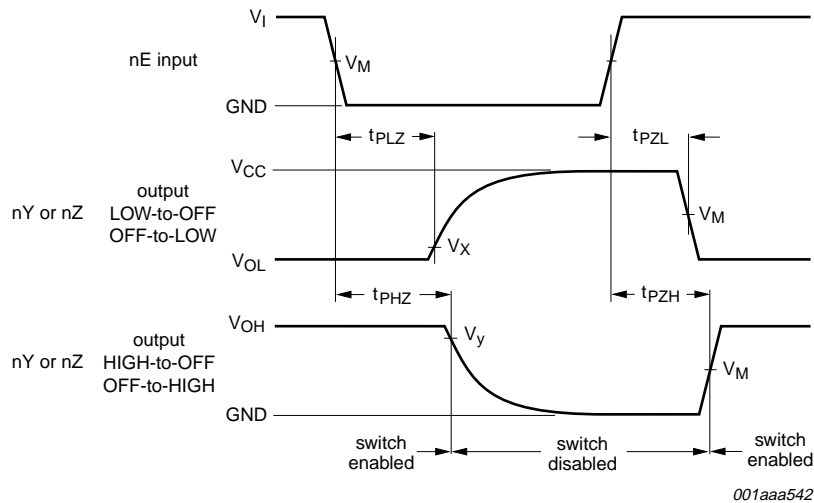 VI
nE input
VM
GND
tPLZ
tPZL
VCC
output
nY or nZ
LOW-to-OFF
OFF-to-LOW
VX
VM
VOL
tPHZ
tPZH
VOH
output
nY or nZ
HIGH-to-OFF
OFF-to-HIGH
Vy
VM
GND
switch
enabled
switch
disabled
switch
enabled
001aaa542